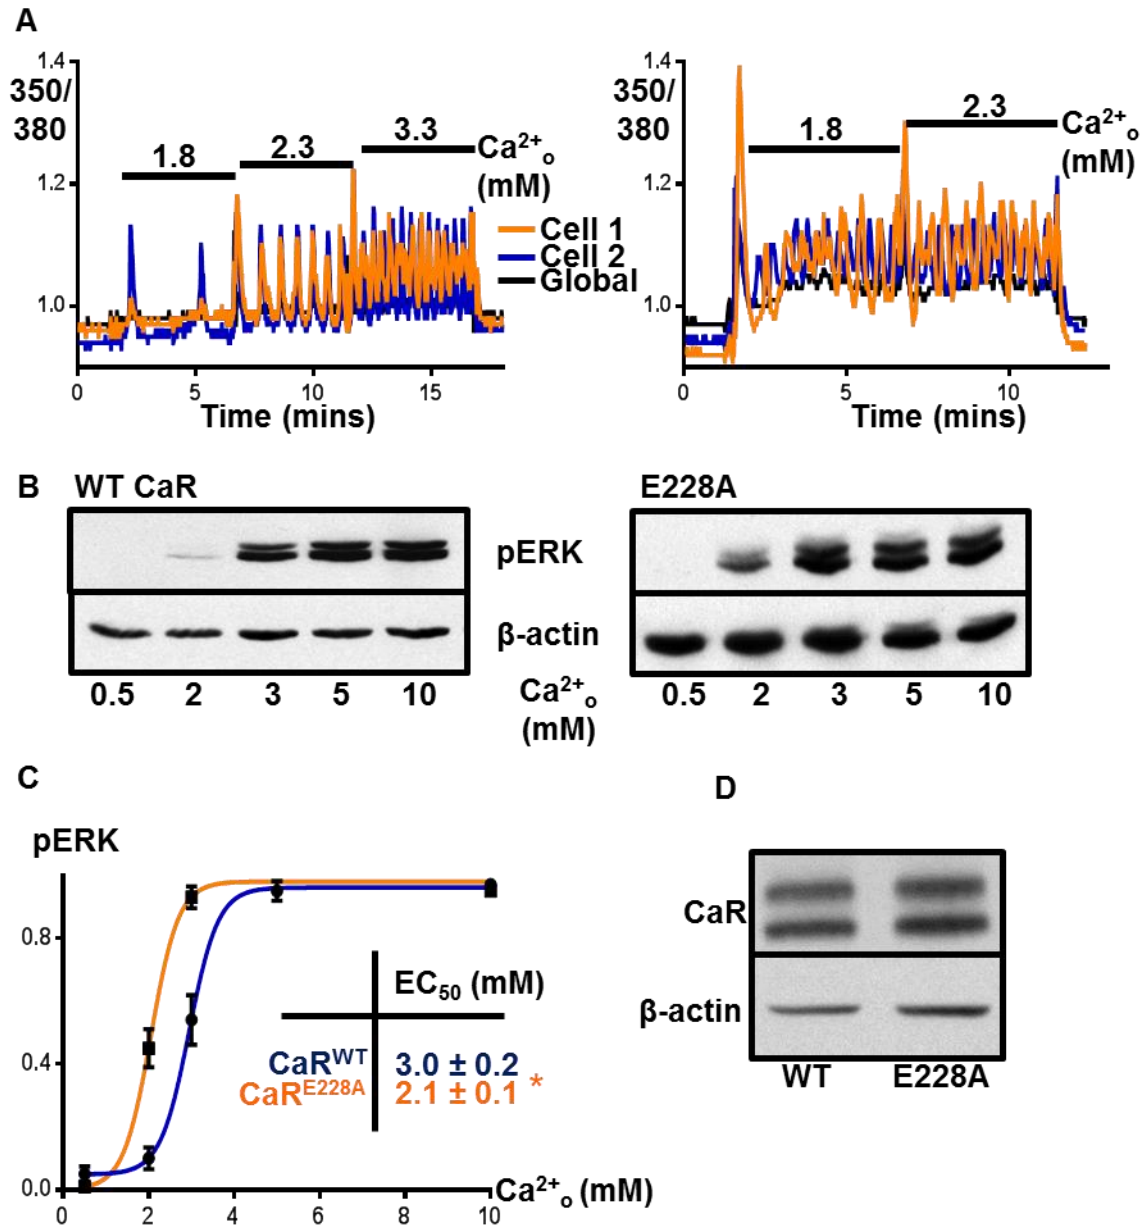 A
1.4
350/
380
1.2
1.0
1.8
2.3
3.3
Ca²⁺ₒ
(mM)
Cell 1
Cell 2
Global
0 5 10 15
Time (mins)
1.4
350/
380
1.2
1.0
1.8
2.3
Ca²⁺ₒ
(mM)
0 5 10
Time (mins)
B WT CaR
E228A
pERK
β-actin
0.5 2 3 5 10
Ca²⁺ₒ
(mM)
0.5 2 3 5 10
C
pERK
0.8
0.4
0.0
0 2 4 6 8 10
Ca²⁺ₒ (mM)
EC₅₀ (mM)
CaRᵂᵀ 3.0 ± 0.2
CaRᴱ²²⁸ᴬ 2.1 ± 0.1 *
D
CaR
β-actin
WT E228A